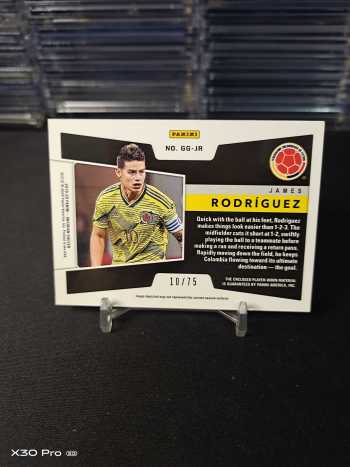 PANINI
NO. GG-JR
JAMES
RODRÍGUEZ
Quick with the ball at his feet, Rodríguez
makes things look easier than 1-2-3. The
midfielder cuts it short at 1-2, swiftly
playing the ball to a teammate before
making a run and receiving a return pass.
Rapidly moving down the field, he keeps
Colombia flowing toward its ultimate
destination — the goal.
THE ENCLOSED PLAYER-WORN MATERIAL
IS GUARANTEED BY PANINI AMERICA, INC.
10/75
X30 Pro 5G